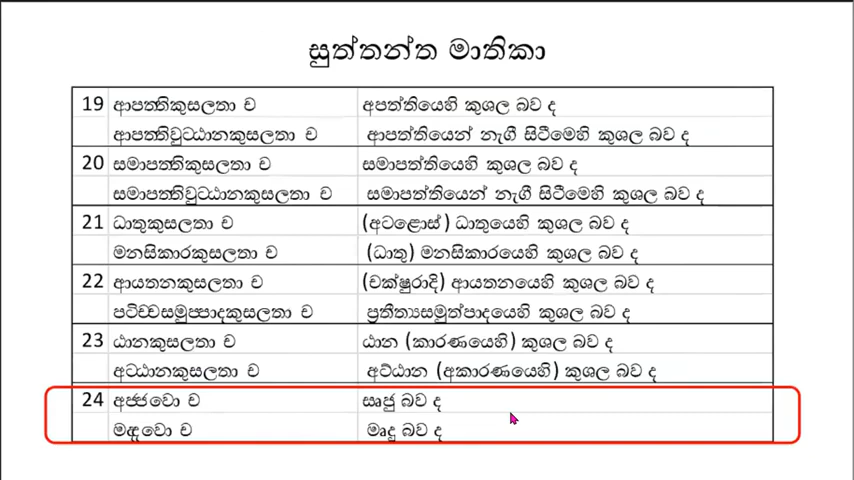 සුත්තන්ත මාතිකා
19 ආපත්තිකුසලතා ච අපත්තියෙහි කුශල බව ද
ආපත්තිවුට්ඨානකුසලතා ච ආපත්තියෙන් නැගී සිටීමෙහි කුශල බව ද
20 සමාපත්තිකුසලතා ච සමාපත්තියෙහි කුශල බව ද
සමාපත්තිවුට්ඨානකුසලතා ච සමාපත්තියෙන් නැගී සිටීමෙහි කුශල බව ද
21 ධාතුකුසලතා ච (අටළොස්) ධාතුයෙහි කුශල බව ද
මනසිකාරකුසලතා ච (ධාතු) මනසිකාරයෙහි කුශල බව ද
22 ආයතනකුසලතා ච (චක්ෂුරාදි) ආයතනයෙහි කුශල බව ද
පටිච්චසමුප්පාදකුසලතා ච ප්‍රතීත්‍යසමුත්පාදයෙහි කුශල බව ද
23 ඨානකුසලතා ච ඨාන (කාරණයෙහි) කුශල බව ද
අට්ඨානකුසලතා ච අට්ඨාන (අකාරණයෙහි) කුශල බව ද
24 අජ්ජවො ච ඍජු බව ද
මද්දවො ච මෘදු බව ද